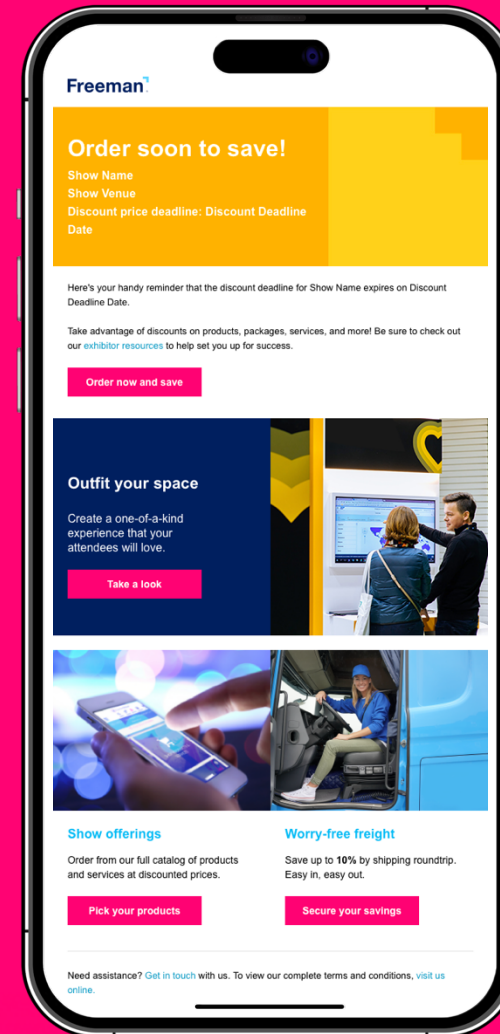 Freeman
Order soon to save!
Show Name
Show Venue
Discount price deadline: Discount Deadline
Date
Here's your handy reminder that the discount deadline for Show Name expires on Discount
Deadline Date.
Take advantage of discounts on products, packages, services, and more! Be sure to check out
our exhibitor resources to help set you up for success.
Order now and save
Outfit your space
Create a one-of-a-kind
experience that your
attendees will love.
Take a look
Show offerings
Order from our full catalog of products
and services at discounted prices.
Pick your products
Worry-free freight
Save up to 10% by shipping roundtrip.
Easy in, easy out.
Secure your savings
Need assistance? Get in touch with us. To view our complete terms and conditions, visit us
online.